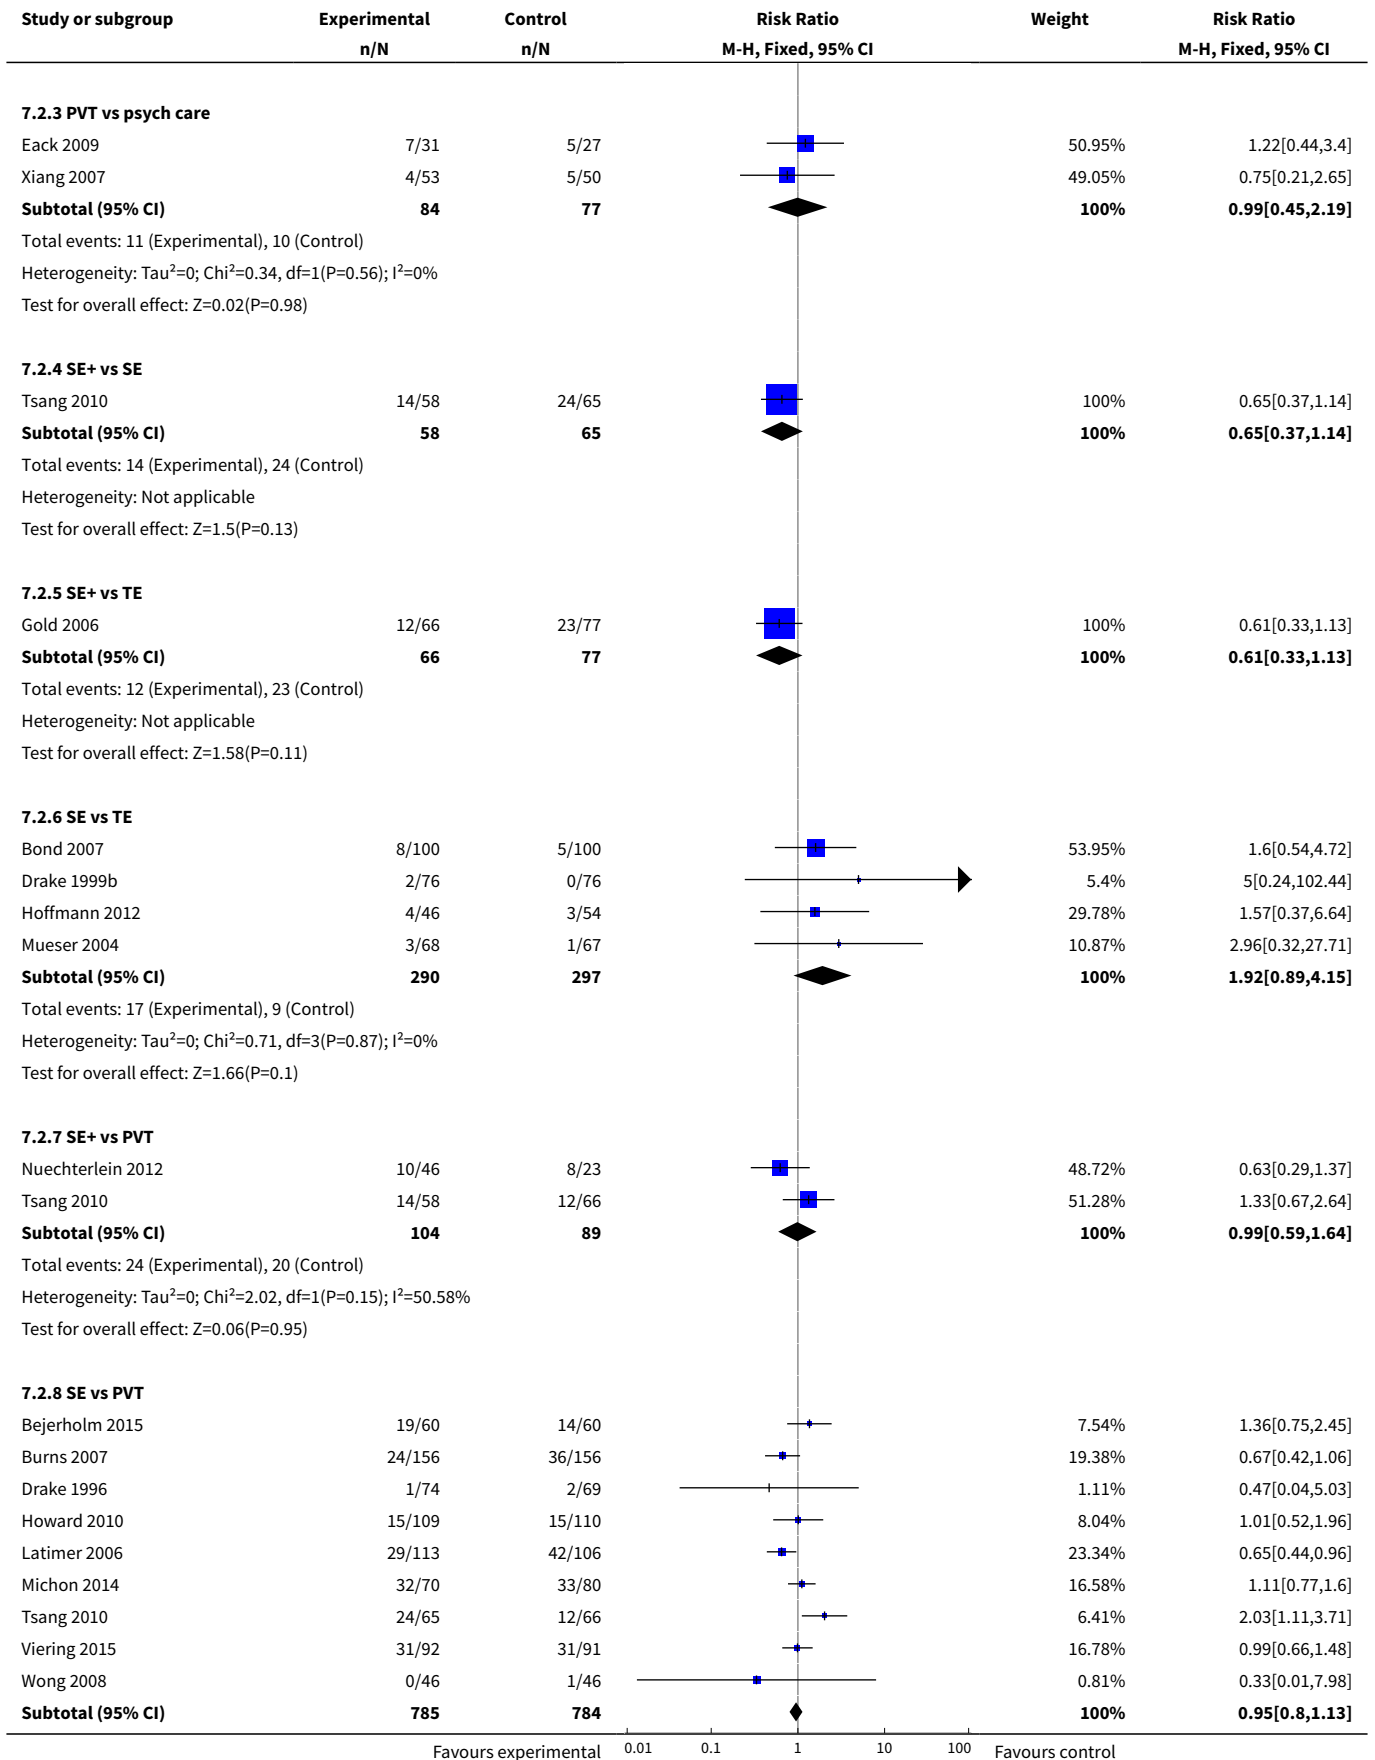 Study or subgroup Experimental Control Risk Ratio Weight Risk Ratio
n/N n/N M-H, Fixed, 95% CI M-H, Fixed, 95% CI
7.2.3 PVT vs psych care
Eack 2009 7/31 5/27 50.95% 1.22[0.44,3.4]
Xiang 2007 4/53 5/50 49.05% 0.75[0.21,2.65]
Subtotal (95% CI) 84 77 100% 0.99[0.45,2.19]
Total events: 11 (Experimental), 10 (Control)
Heterogeneity: Tau²=0; Chi²=0.34, df=1(P=0.56); I²=0%
Test for overall effect: Z=0.02(P=0.98)
7.2.4 SE+ vs SE
Tsang 2010 14/58 24/65 100% 0.65[0.37,1.14]
Subtotal (95% CI) 58 65 100% 0.65[0.37,1.14]
Total events: 14 (Experimental), 24 (Control)
Heterogeneity: Not applicable
Test for overall effect: Z=1.5(P=0.13)
7.2.5 SE+ vs TE
Gold 2006 12/66 23/77 100% 0.61[0.33,1.13]
Subtotal (95% CI) 66 77 100% 0.61[0.33,1.13]
Total events: 12 (Experimental), 23 (Control)
Heterogeneity: Not applicable
Test for overall effect: Z=1.58(P=0.11)
7.2.6 SE vs TE
Bond 2007 8/100 5/100 53.95% 1.6[0.54,4.72]
Drake 1999b 2/76 0/76 5.4% 5[0.24,102.44]
Hoffmann 2012 4/46 3/54 29.78% 1.57[0.37,6.64]
Mueser 2004 3/68 1/67 10.87% 2.96[0.32,27.71]
Subtotal (95% CI) 290 297 100% 1.92[0.89,4.15]
Total events: 17 (Experimental), 9 (Control)
Heterogeneity: Tau²=0; Chi²=0.71, df=3(P=0.87); I²=0%
Test for overall effect: Z=1.66(P=0.1)
7.2.7 SE+ vs PVT
Nuechterlein 2012 10/46 8/23 48.72% 0.63[0.29,1.37]
Tsang 2010 14/58 12/66 51.28% 1.33[0.67,2.64]
Subtotal (95% CI) 104 89 100% 0.99[0.59,1.64]
Total events: 24 (Experimental), 20 (Control)
Heterogeneity: Tau²=0; Chi²=2.02, df=1(P=0.15); I²=50.58%
Test for overall effect: Z=0.06(P=0.95)
7.2.8 SE vs PVT
Bejerholm 2015 19/60 14/60 7.54% 1.36[0.75,2.45]
Burns 2007 24/156 36/156 19.38% 0.67[0.42,1.06]
Drake 1996 1/74 2/69 1.11% 0.47[0.04,5.03]
Howard 2010 15/109 15/110 8.04% 1.01[0.52,1.96]
Latimer 2006 29/113 42/106 23.34% 0.65[0.44,0.96]
Michon 2014 32/70 33/80 16.58% 1.11[0.77,1.6]
Tsang 2010 24/65 12/66 6.41% 2.03[1.11,3.71]
Viering 2015 31/92 31/91 16.78% 0.99[0.66,1.48]
Wong 2008 0/46 1/46 0.81% 0.33[0.01,7.98]
Subtotal (95% CI) 785 784 100% 0.95[0.8,1.13]
Favours experimental 0.01 0.1 1 10 100 Favours control